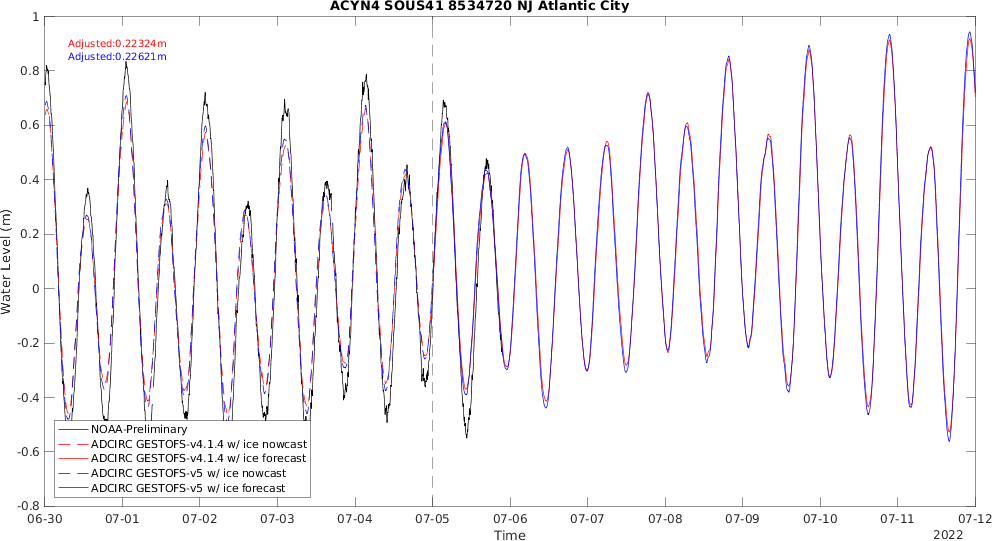 ACYN4 SOUS41 8534720 NJ Atlantic City
Adjusted:0.22324m
Adjusted:0.22621m
Water Level (m)
1
0.8
0.6
0.4
0.2
0
-0.2
-0.4
-0.6
-0.8
NOAA-Preliminary
ADCIRC GESTOFS-v4.1.4 w/ ice nowcast
ADCIRC GESTOFS-v4.1.4 w/ ice forecast
ADCIRC GESTOFS-v5 w/ ice nowcast
ADCIRC GESTOFS-v5 w/ ice forecast
06-30 07-01 07-02 07-03 07-04 07-05 07-06 07-07 07-08 07-09 07-10 07-11 07-12
Time
2022